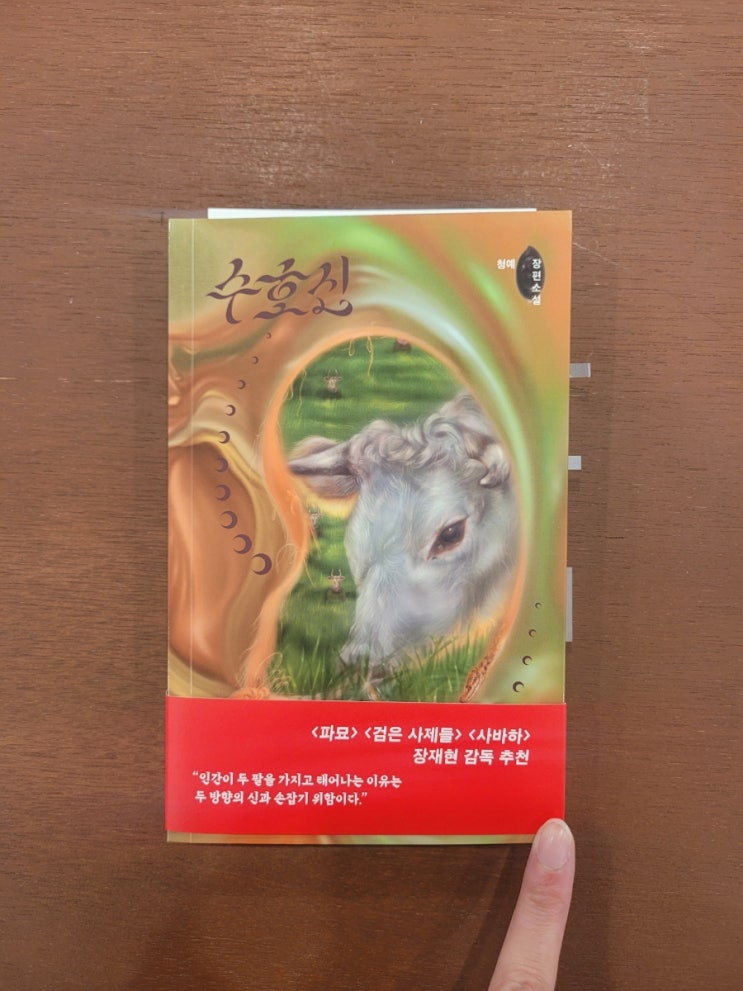 수호신
청예
장편소설
<파묘> <검은 사제들> <사바하>
장재현 감독 추천
“인간이 두 팔을 가지고 태어나는 이유는
두 방향의 신과 손잡기 위함이다.”